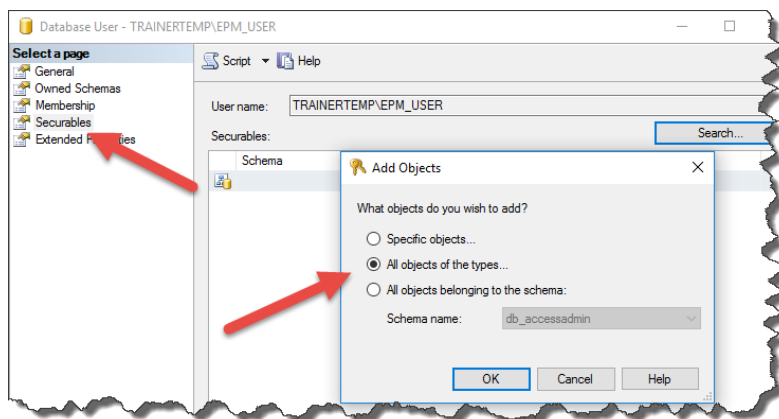 Database User - TRAINERTEMP\EPM_USER
Select a page
General
Owned Schemas
Membership
Securables
Extended
Script Help
User name: TRAINERTEMP\EPM_USER
Securables:
Search...
Schema
Add Objects
What objects do you wish to add?
Specific objects...
All objects of the types...
All objects belonging to the schema:
Schema name: db_accessadmin
OK Cancel Help